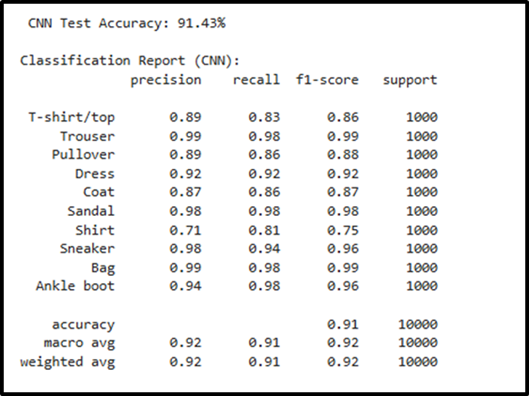 CNN Test Accuracy: 91.43%
Classification Report (CNN):
precision recall f1-score support
T-shirt/top 0.89 0.83 0.86 1000
Trouser 0.99 0.98 0.99 1000
Pullover 0.89 0.86 0.88 1000
Dress 0.92 0.92 0.92 1000
Coat 0.87 0.86 0.87 1000
Sandal 0.98 0.98 0.98 1000
Shirt 0.71 0.81 0.75 1000
Sneaker 0.98 0.94 0.96 1000
Bag 0.99 0.98 0.99 1000
Ankle boot 0.94 0.98 0.96 1000
accuracy 0.91 10000
macro avg 0.92 0.91 0.92 10000
weighted avg 0.92 0.91 0.92 10000